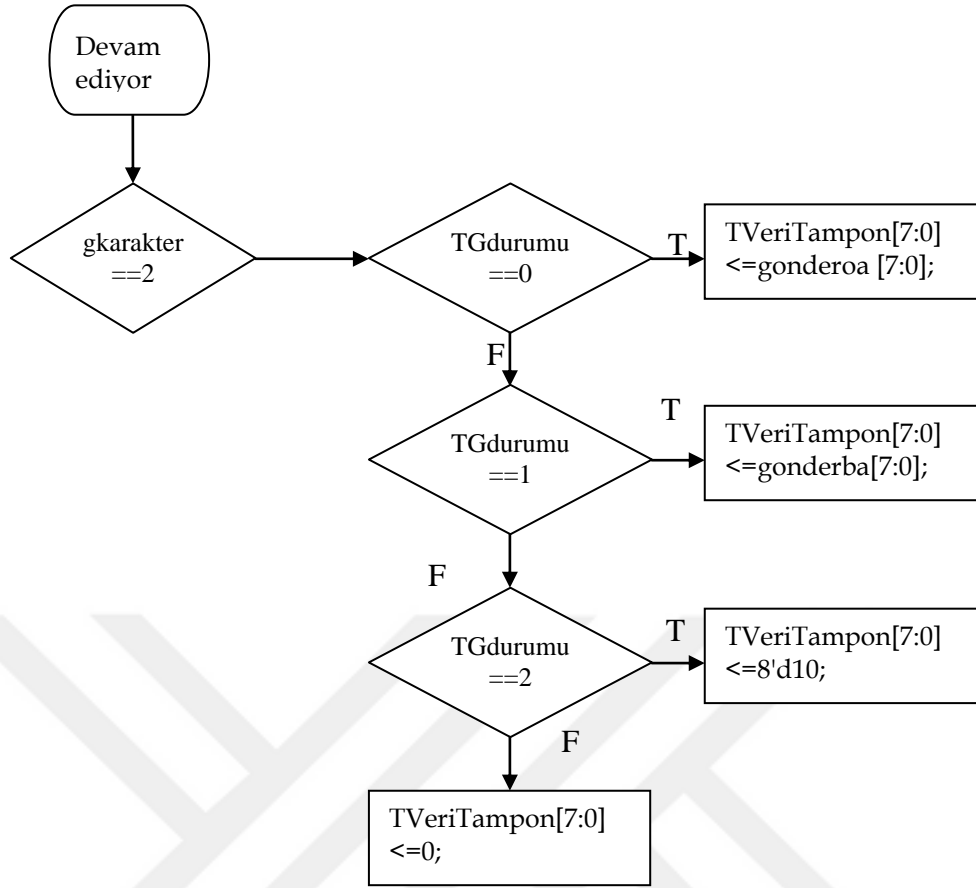 Devam
ediyor
gkarakter
==2
TGdurumu
==0
T
TVeriTampon[7:0]
<=gonderoa [7:0];
F
TGdurumu
==1
T
TVeriTampon[7:0]
<=gonderba[7:0];
F
TGdurumu
==2
T
TVeriTampon[7:0]
<=8'd10;
F
TVeriTampon[7:0]
<=0;